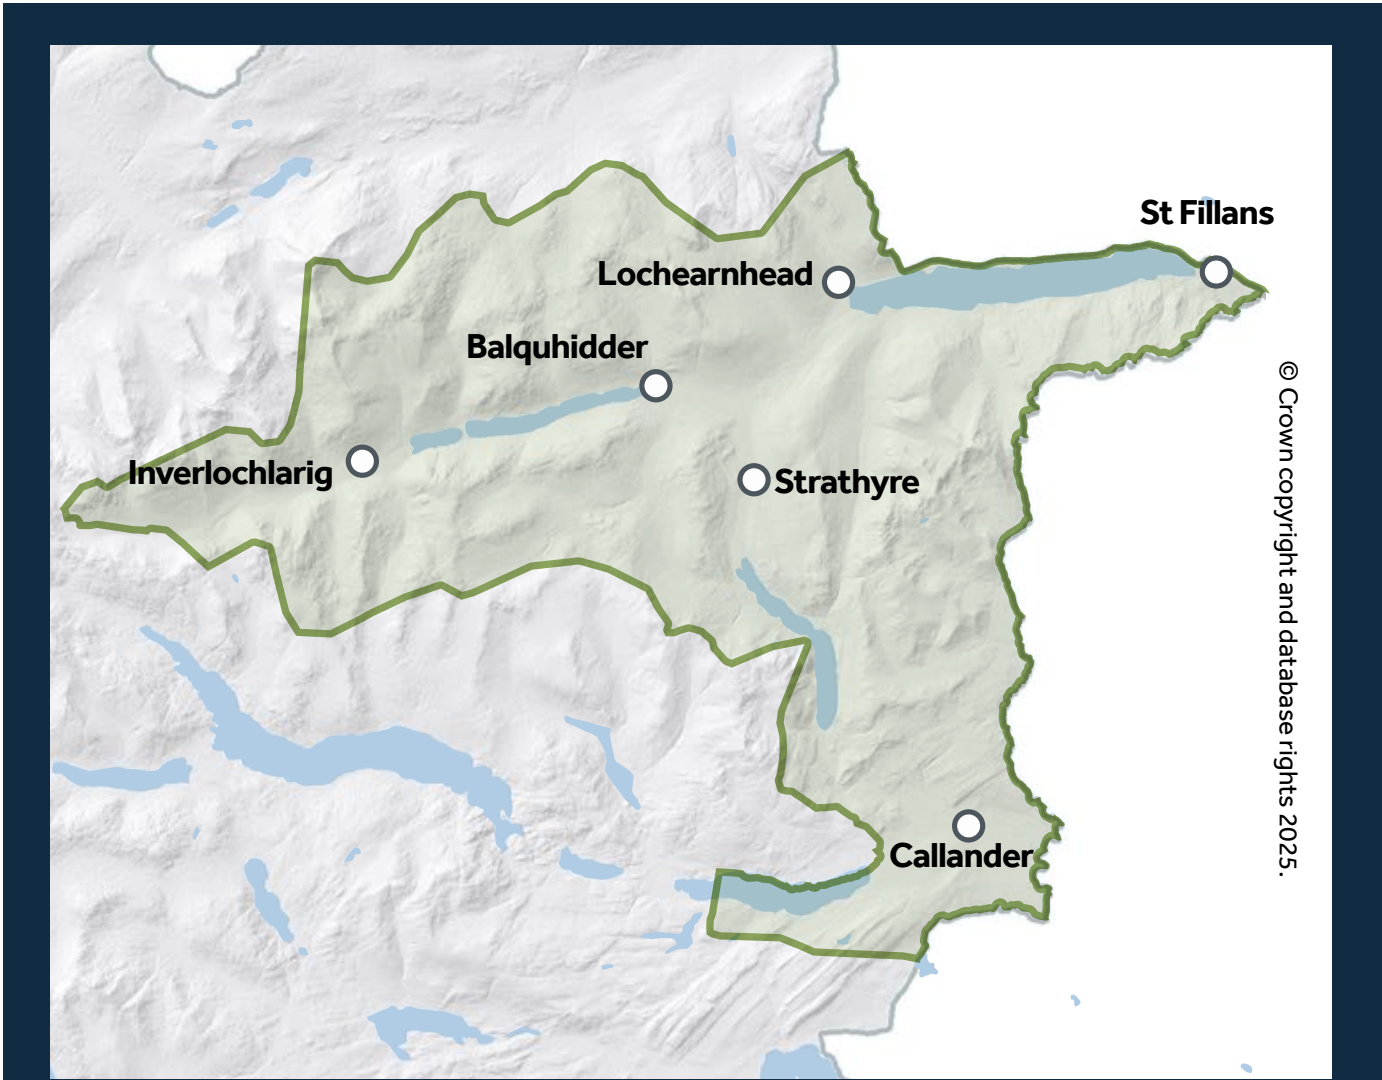 St Fillans
Lochearnhead
Balquhidder
Inverlochlarig
Strathyre
Callander
© Crown copyright and database rights 2025.